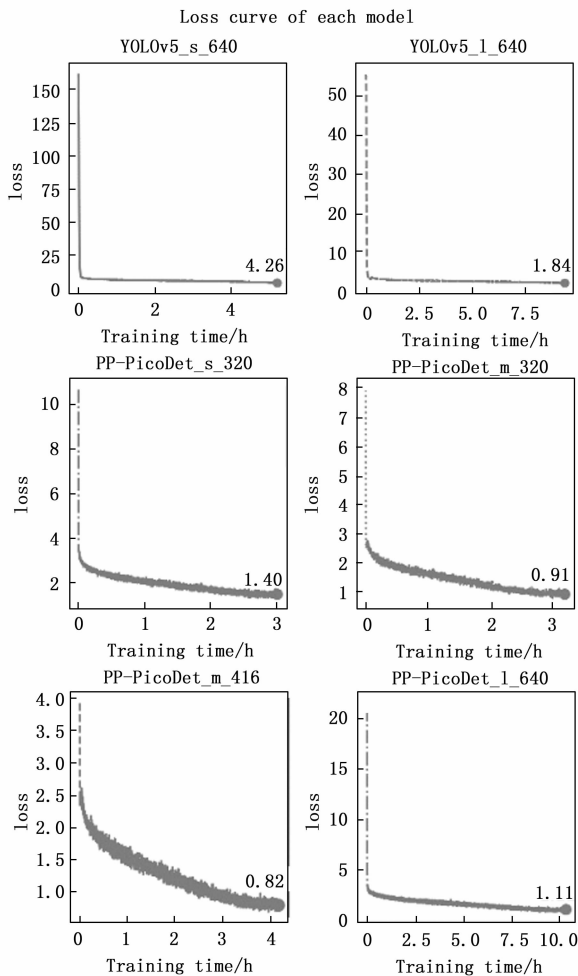 Loss curve of each model
YOLOv5_s_640
150
125
100
75
50
25
0
loss
4.26
0 2 4
Training time/h
YOLOv5_l_640
50
40
30
20
10
0
loss
1.84
0 2.5 5.0 7.5
Training time/h
PP-PicoDet_s_320
10
8
6
4
2
loss
1.40
0 1 2 3
Training time/h
PP-PicoDet_m_320
8
7
6
5
4
3
2
1
loss
0.91
0 1 2 3
Training time/h
PP-PicoDet_m_416
4.0
3.5
3.0
2.5
2.0
1.5
1.0
loss
0.82
0 1 2 3 4
Training time/h
PP-PicoDet_l_640
20
15
10
5
0
loss
1.11
0 2.5 5.0 7.5 10.0
Training time/h